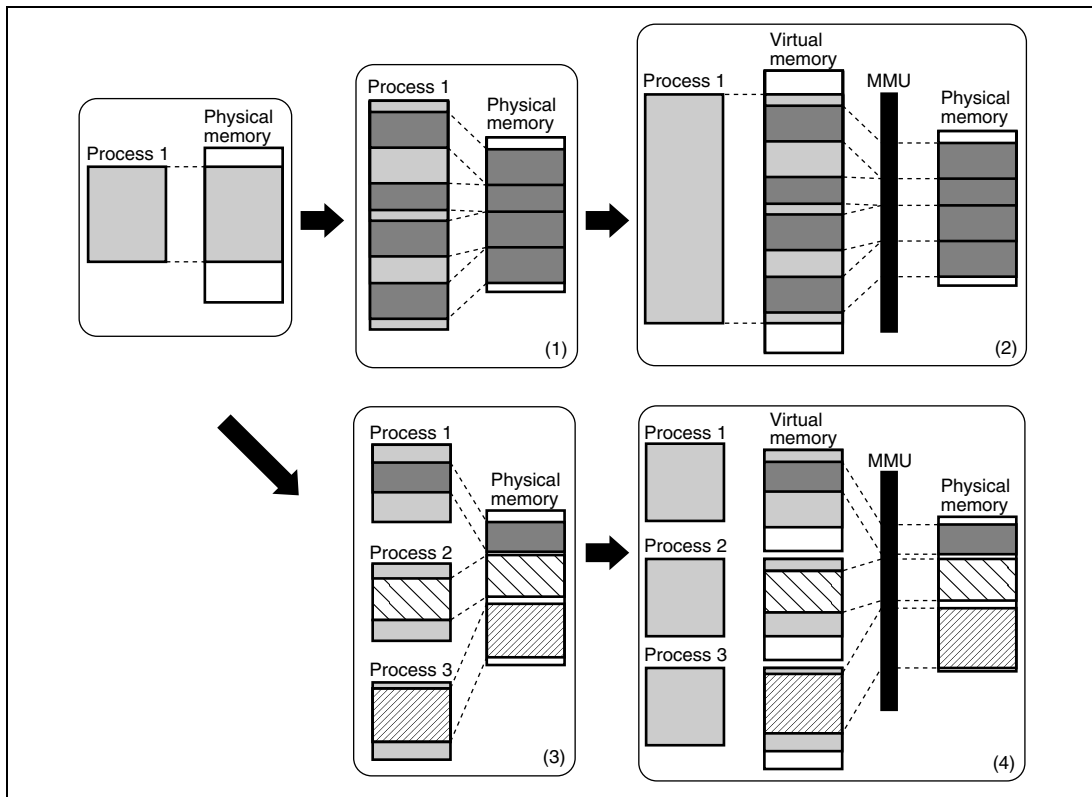 Process 1
Physical
memory
Process 1
Physical
memory
(1)
Process 1
Virtual
memory
MMU
Physical
memory
(2)
Process 1
Process 2
Process 3
Physical
memory
(3)
Process 1
Process 2
Process 3
Virtual
memory
MMU
Physical
memory
(4)